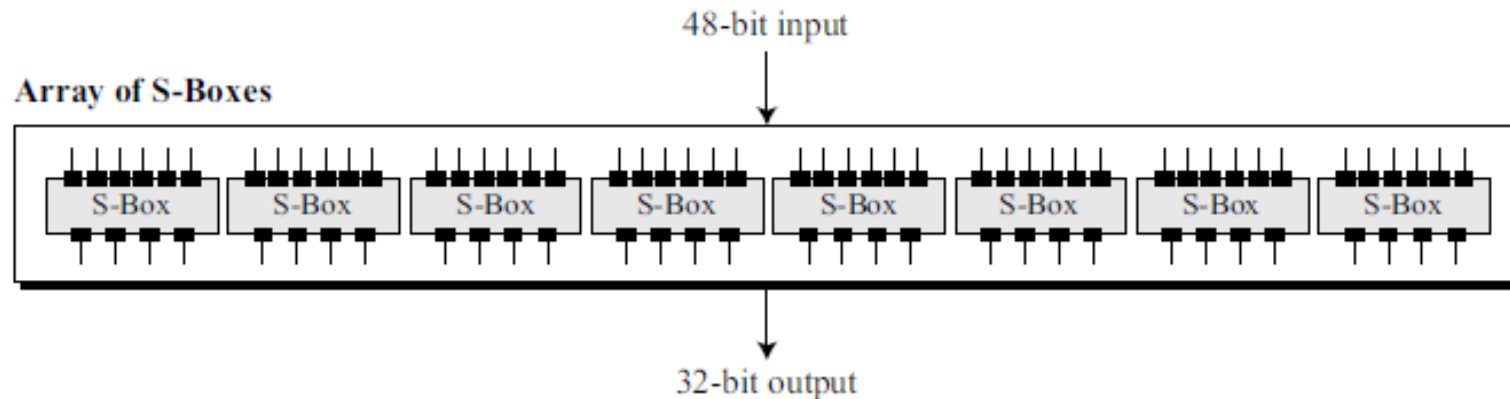 48-bit input
Array of S-Boxes
S-Box S-Box S-Box S-Box S-Box S-Box S-Box S-Box
32-bit output